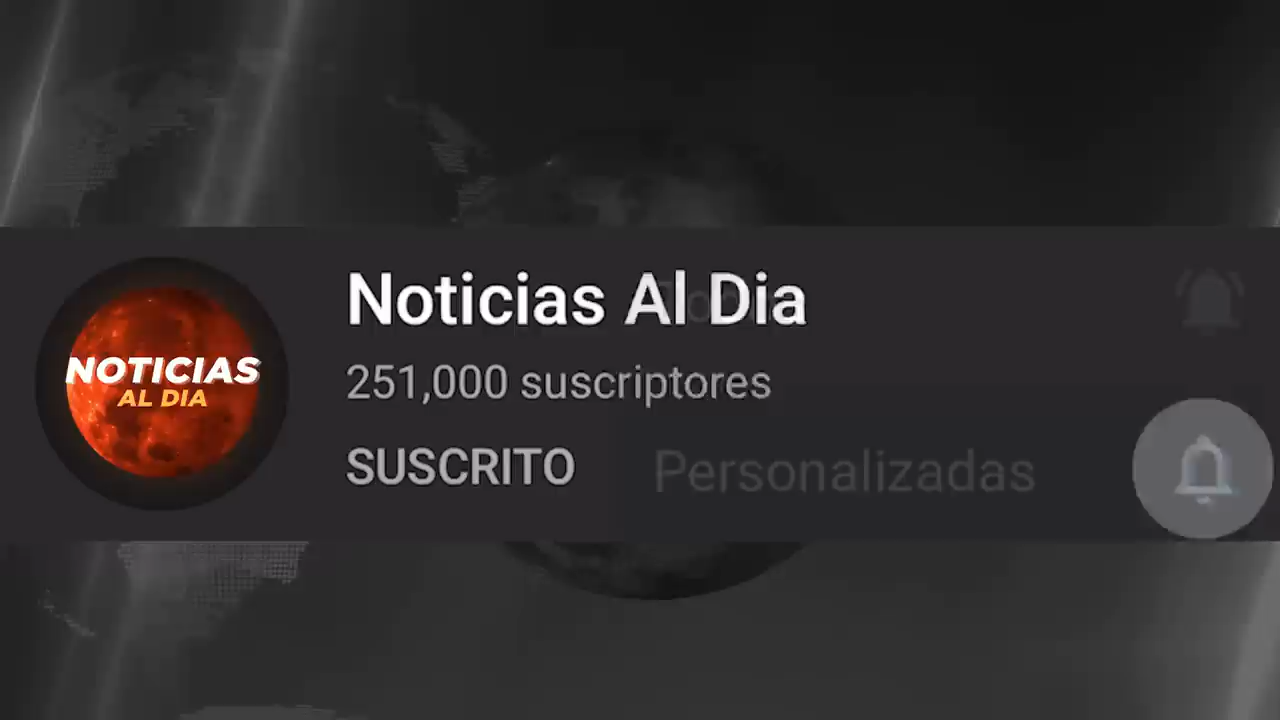 NOTICIAS
AL DIA
Noticias Al Dia
251,000 suscriptores
SUSCRITO
Personalizadas